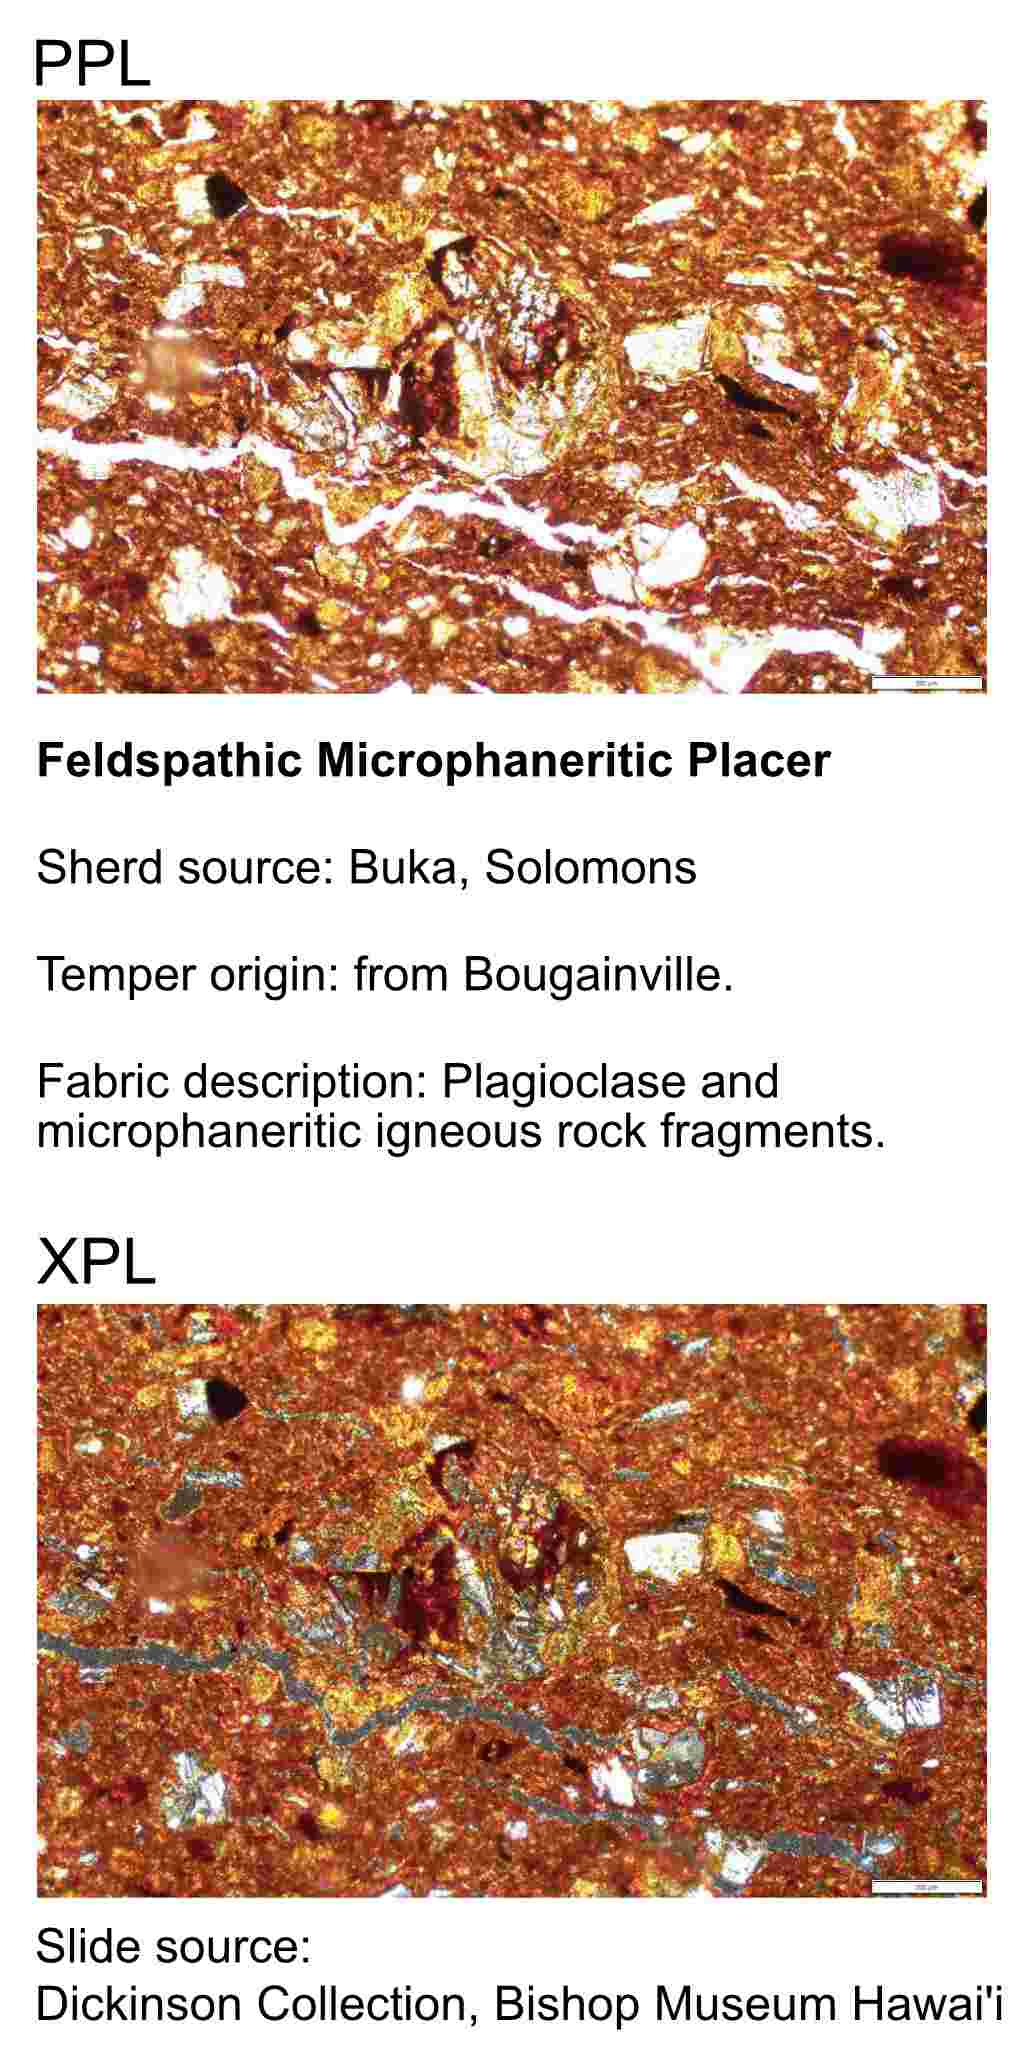 PPL
Feldspathic Microphaneritic Placer
Sherd source: Buka, Solomons
Temper origin: from Bougainville.
Fabric description: Plagioclase and
microphaneritic igneous rock fragments.
XPL
Slide source:
Dickinson Collection, Bishop Museum Hawai'i